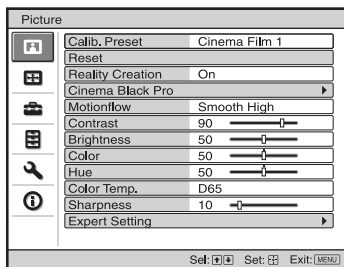 Picture
Calib. Preset Cinema Film 1
Reset
Reality Creation On
Cinema Black Pro
Motionflow Smooth High
Contrast 90
Brightness 50
Color 50
Hue 50
Color Temp. D65
Sharpness 10
Expert Setting
Sel: Set: Exit: MENU